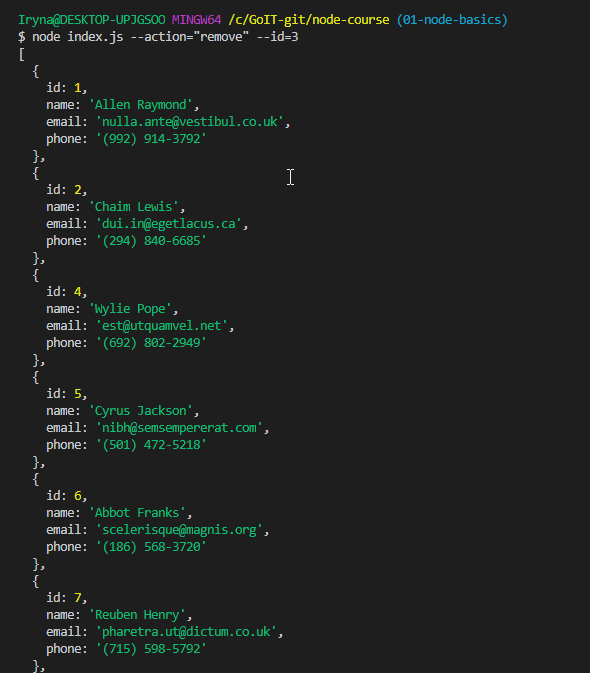 Iryna@DESKTOP-UPJGSOO MINGW64 /c/GoIT-git/node-course (01-node-basics)
$ node index.js --action="remove" --id=3
[
  {
    id: 1,
    name: 'Allen Raymond',
    email: 'nulla.ante@vestibul.co.uk',
    phone: '(992) 914-3792'
  },
  {
    id: 2,
    name: 'Chaim Lewis',
    email: 'dui.in@egetlacus.ca',
    phone: '(294) 840-6685'
  },
  {
    id: 4,
    name: 'Wylie Pope',
    email: 'est@utquamvel.net',
    phone: '(692) 802-2949'
  },
  {
    id: 5,
    name: 'Cyrus Jackson',
    email: 'nibh@semsempererat.com',
    phone: '(501) 472-5218'
  },
  {
    id: 6,
    name: 'Abbot Franks',
    email: 'scelerisque@magnis.org',
    phone: '(186) 568-3720'
  },
  {
    id: 7,
    name: 'Reuben Henry',
    email: 'pharetra.ut@dictum.co.uk',
    phone: '(715) 598-5792'
  },